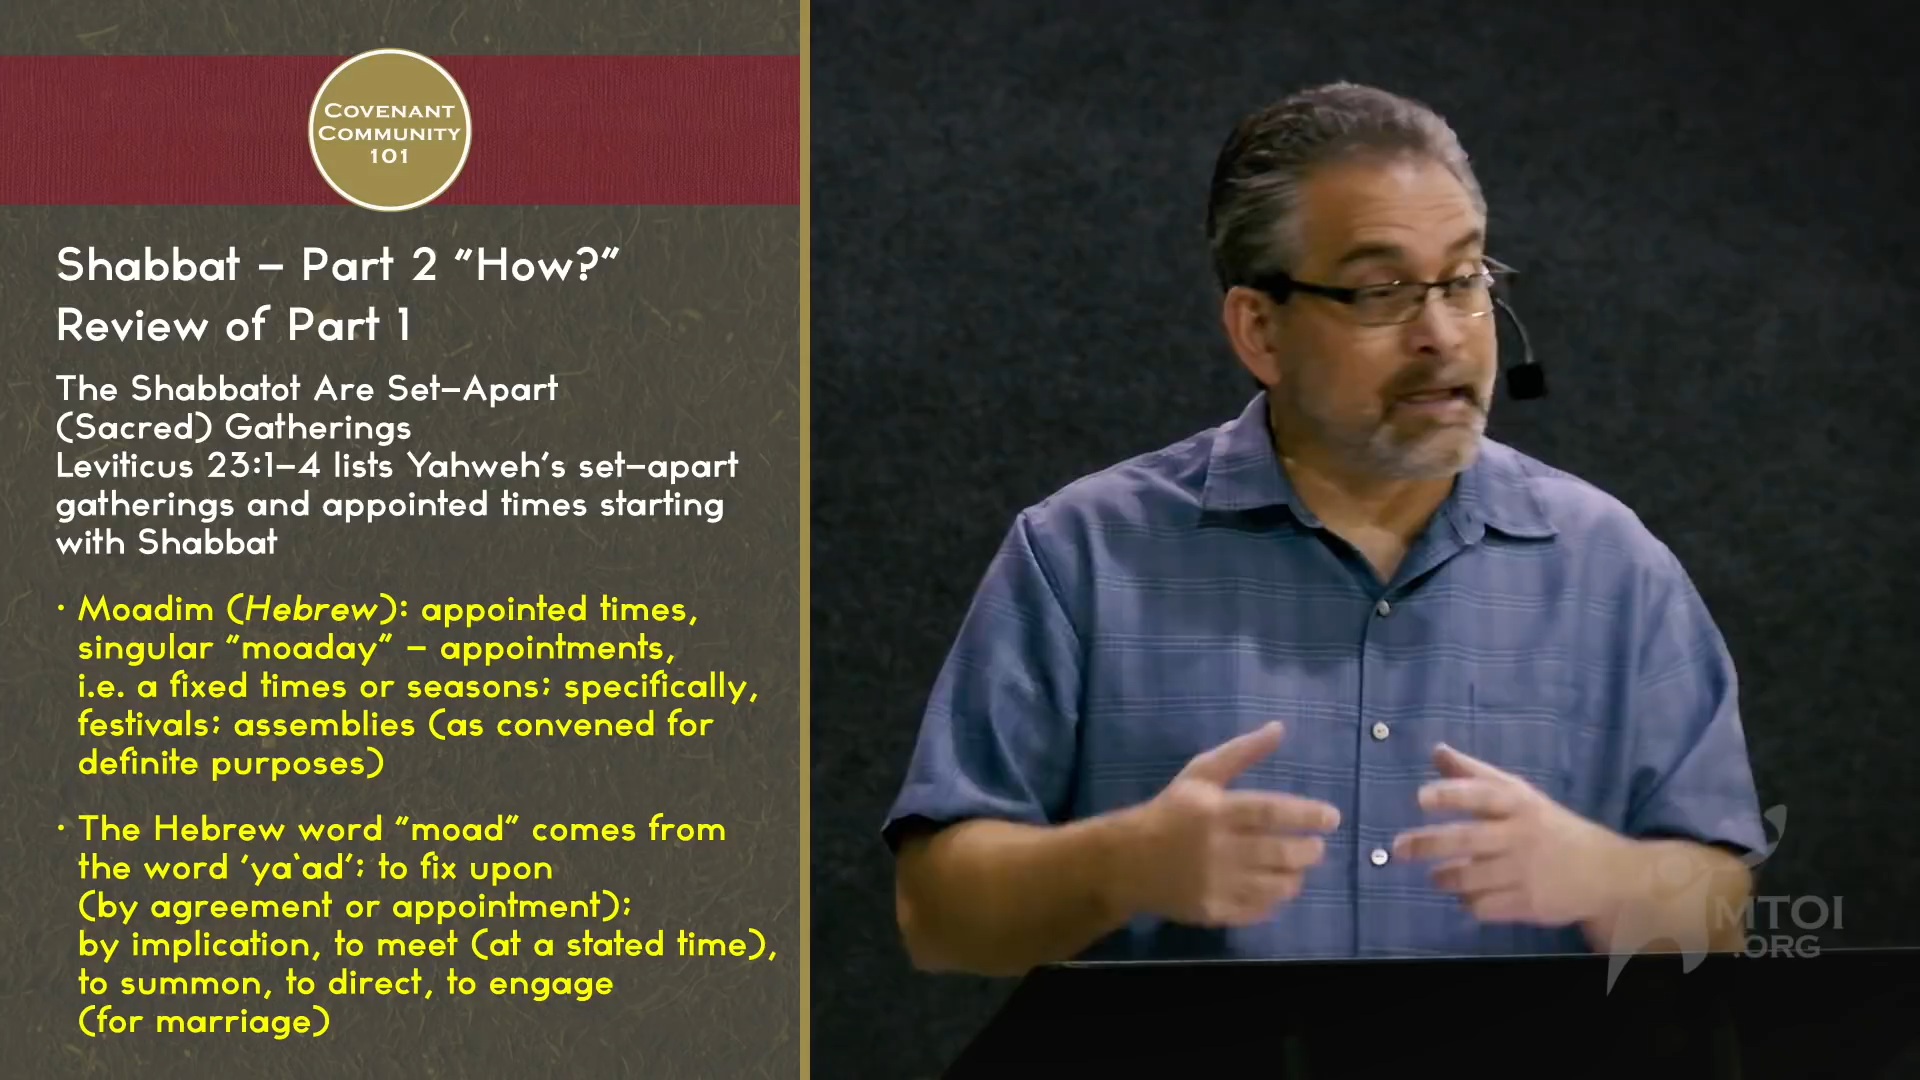 COVENANT
COMMUNITY
101
Shabbat – Part 2 “How?”
Review of Part 1
The Shabbatot Are Set–Apart
(Sacred) Gatherings
Leviticus 23:1–4 lists Yahweh’s set–apart
gatherings and appointed times starting
with Shabbat
• Moadim (Hebrew): appointed times,
singular “moaday” – appointments,
i.e. a fixed times or seasons; specifically,
festivals; assemblies (as convened for
definite purposes)
• The Hebrew word “moad” comes from
the word ’ya‘ad’; to fix upon
(by agreement or appointment);
by implication, to meet (at a stated time),
to summon, to direct, to engage
(for marriage)
MTOI
.ORG